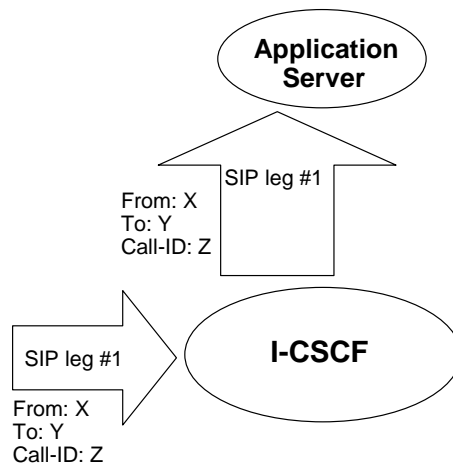 Application
Server
SIP leg #1
From: X
To: Y
Call-ID: Z
I-CSCF
SIP leg #1
From: X
To: Y
Call-ID: Z